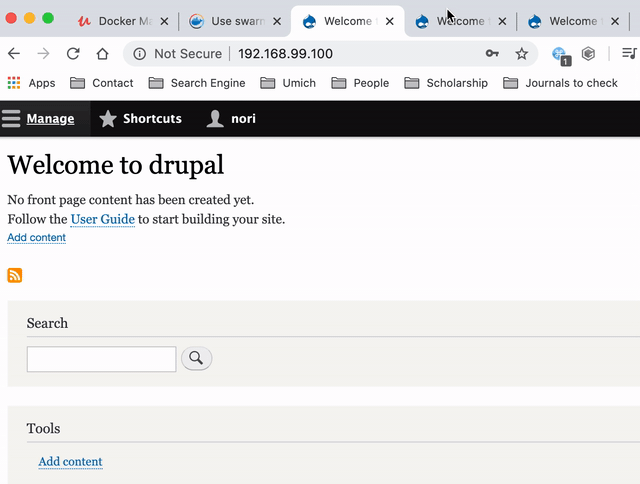 Docker Ma
Use swarm
Welcome
Welcome
Welcome
Not Secure
192.168.99.100
1
Apps
Contact
Search Engine
Umich
People
Scholarship
Journals to check
Manage
Shortcuts
nori
Welcome to drupal
No front page content has been created yet.
Follow the User Guide to start building your site.
Add content
Search
Tools
Add content